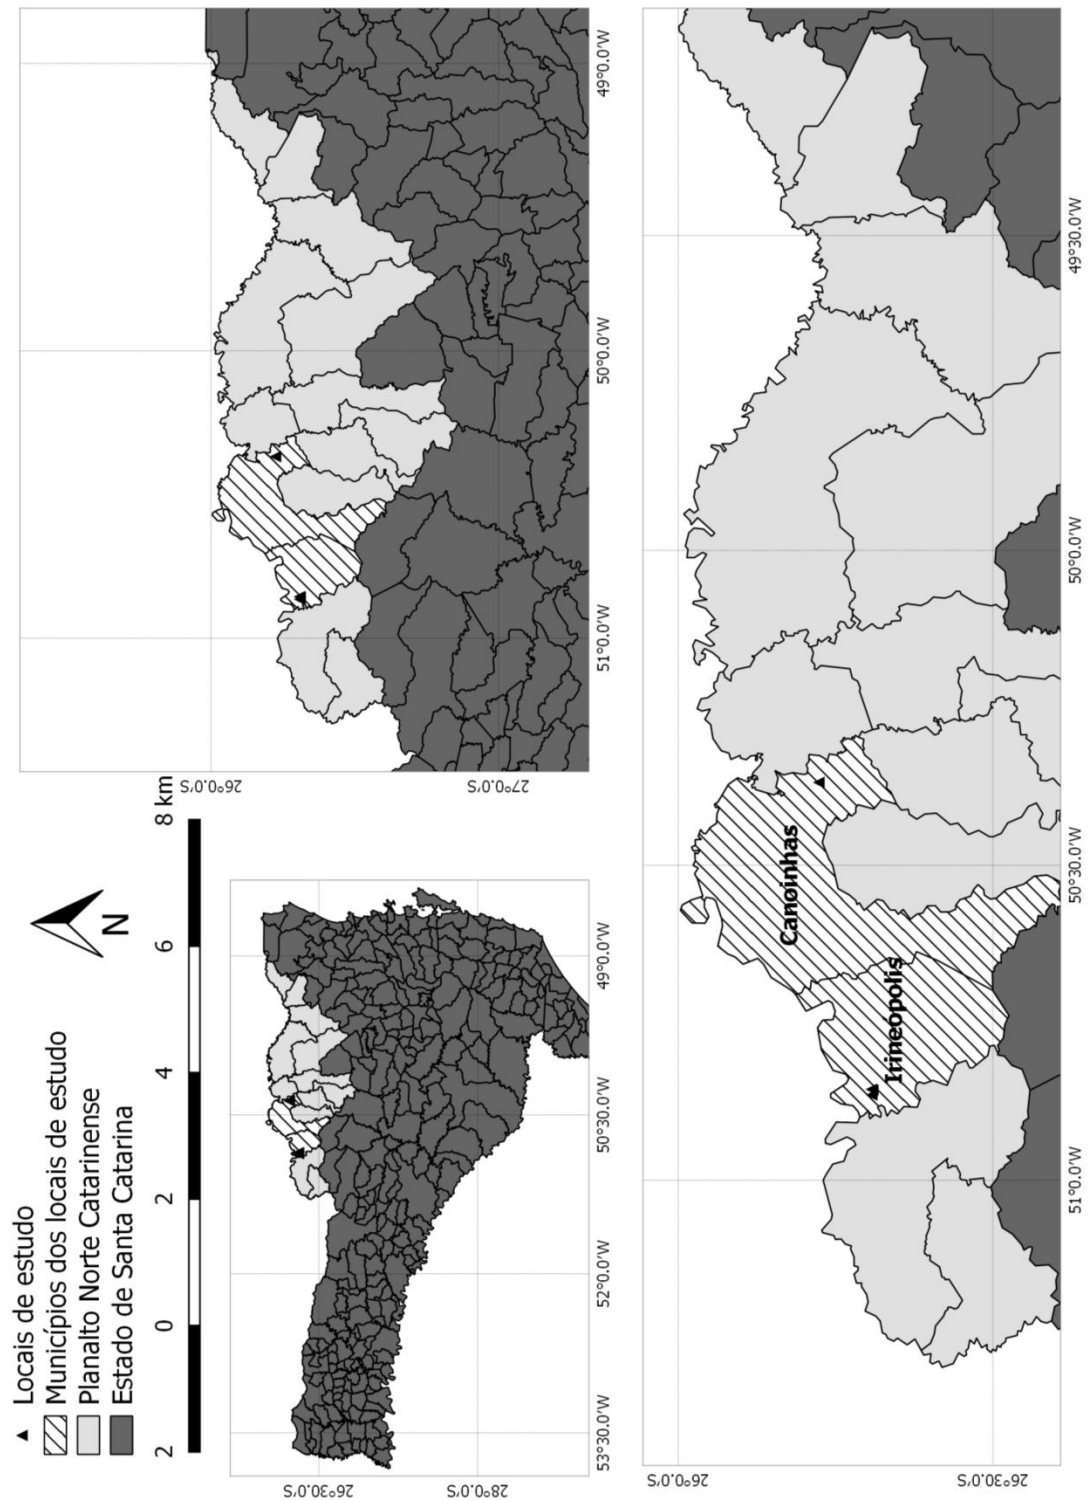 Locais de estudo
Municípios dos locais de estudo
Planalto Norte Catarinense
Estado de Santa Catarina
2 0 2 4 6 8 km
N
26°30.0'S
28°0.0'S
53°30.0'W
52°0.0'W
50°30.0'W
49°0.0'W
26°0.0'S
27°0.0'S
51°0.0'W
50°0.0'W
49°0.0'W
Canoinhas
Irineopolis
26°0.0'S
26°30.0'S
51°0.0'W
50°30.0'W
50°0.0'W
49°30.0'W